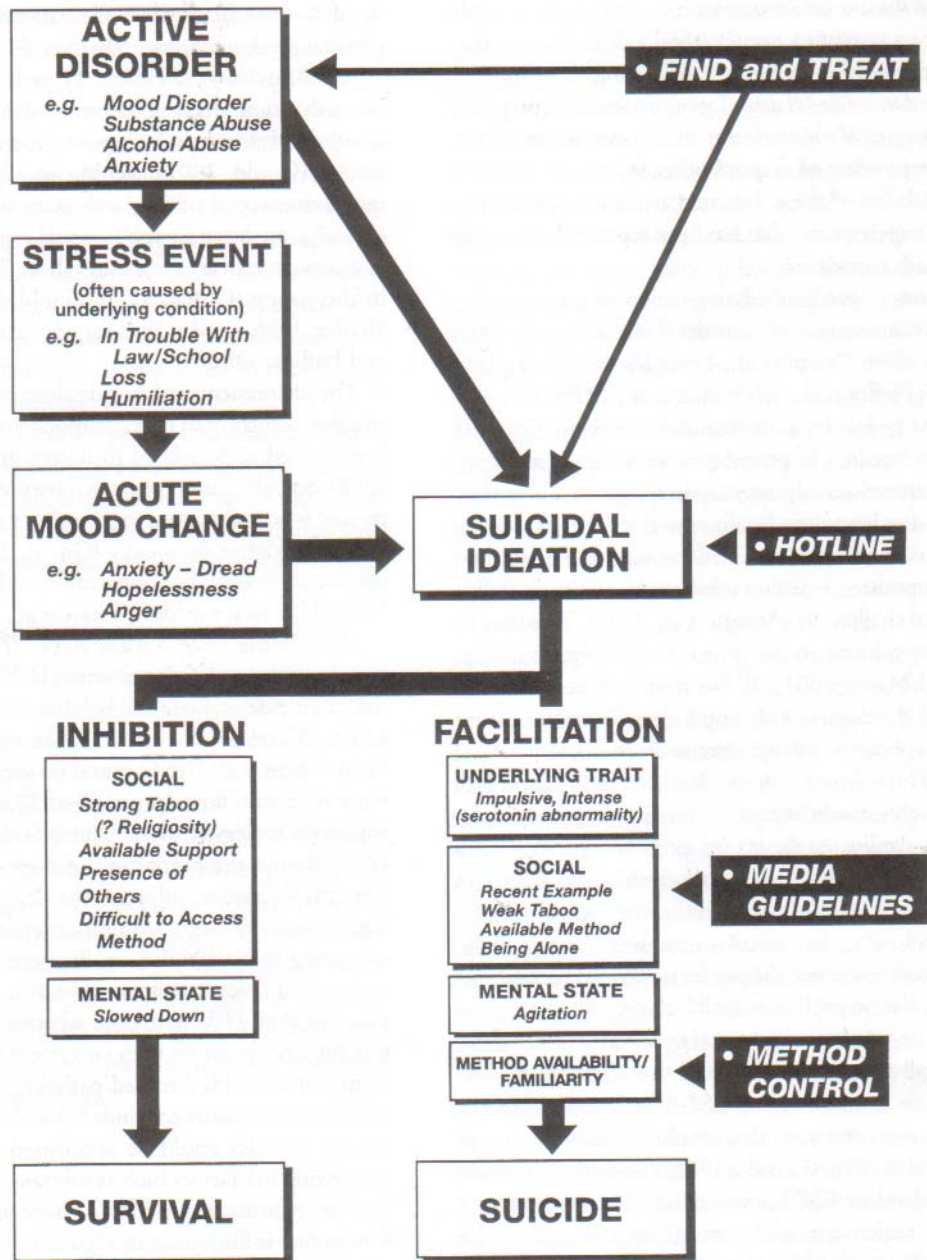 ACTIVE
DISORDER
e.g. Mood Disorder
Substance Abuse
Alcohol Abuse
Anxiety
• FIND and TREAT
STRESS EVENT
(often caused by
underlying condition)
e.g. In Trouble With
Law/School
Loss
Humiliation
ACUTE
MOOD CHANGE
e.g. Anxiety – Dread
Hopelessness
Anger
SUICIDAL
IDEATION
• HOTLINE
INHIBITION
SOCIAL
Strong Taboo
(? Religiosity)
Available Support
Presence of
Others
Difficult to Access
Method
MENTAL STATE
Slowed Down
SURVIVAL
FACILITATION
UNDERLYING TRAIT
Impulsive, Intense
(serotonin abnormality)
SOCIAL
Recent Example
Weak Taboo
Available Method
Being Alone
• MEDIA
GUIDELINES
MENTAL STATE
Agitation
METHOD AVAILABILITY/
FAMILIARITY
• METHOD
CONTROL
SUICIDE